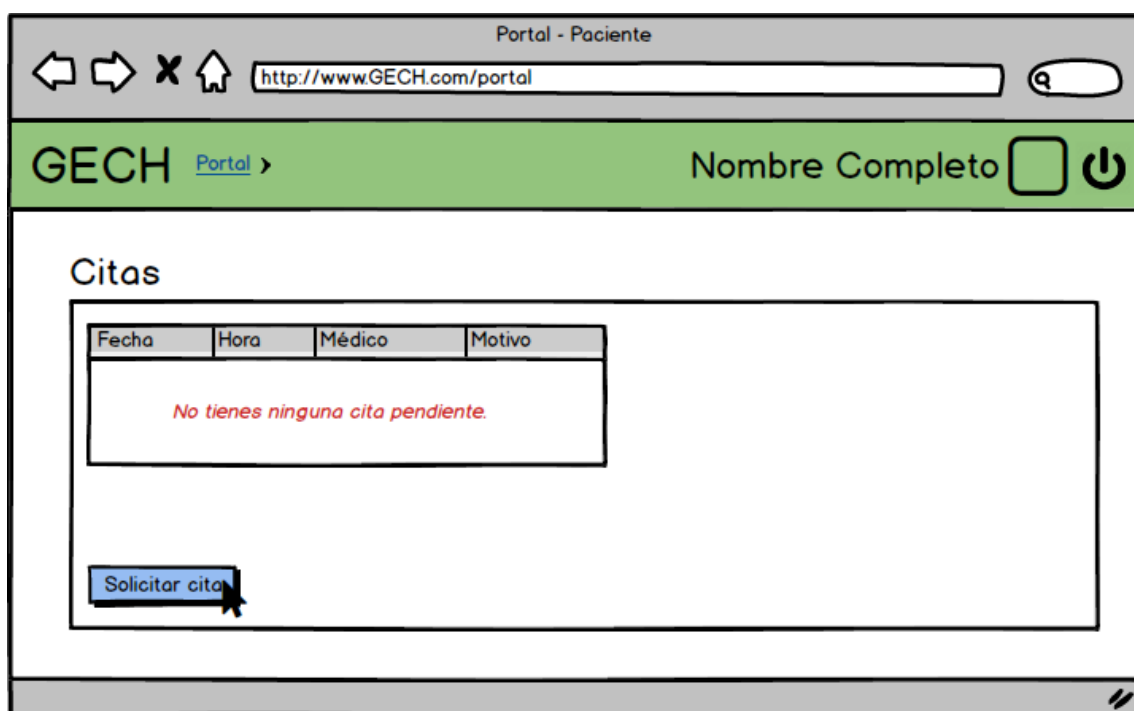 Portal - Paciente
http://www.GECH.com/portal
GECH Portal > Nombre Completo
Citas
Fecha Hora Médico Motivo
No tienes ninguna cita pendiente.
Solicitar cita